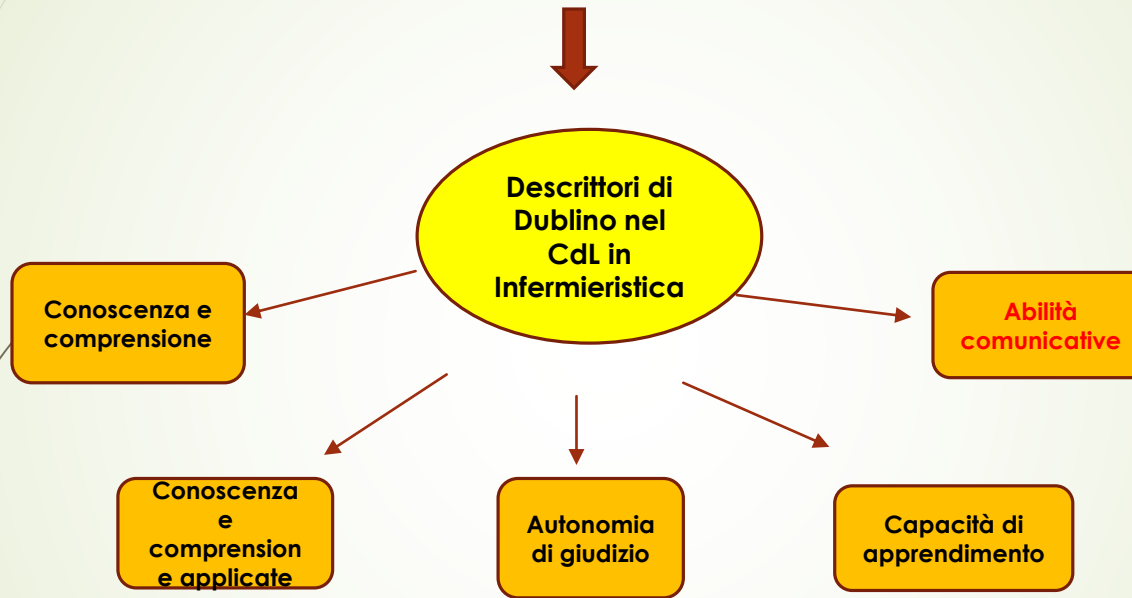 Descrittori di
Dublino nel
CdL in
Infermieristica
Conoscenza e
comprensione
Abilità
comunicative
Conoscenza
e
comprension
e applicate
Autonomia
di giudizio
Capacità di
apprendimento